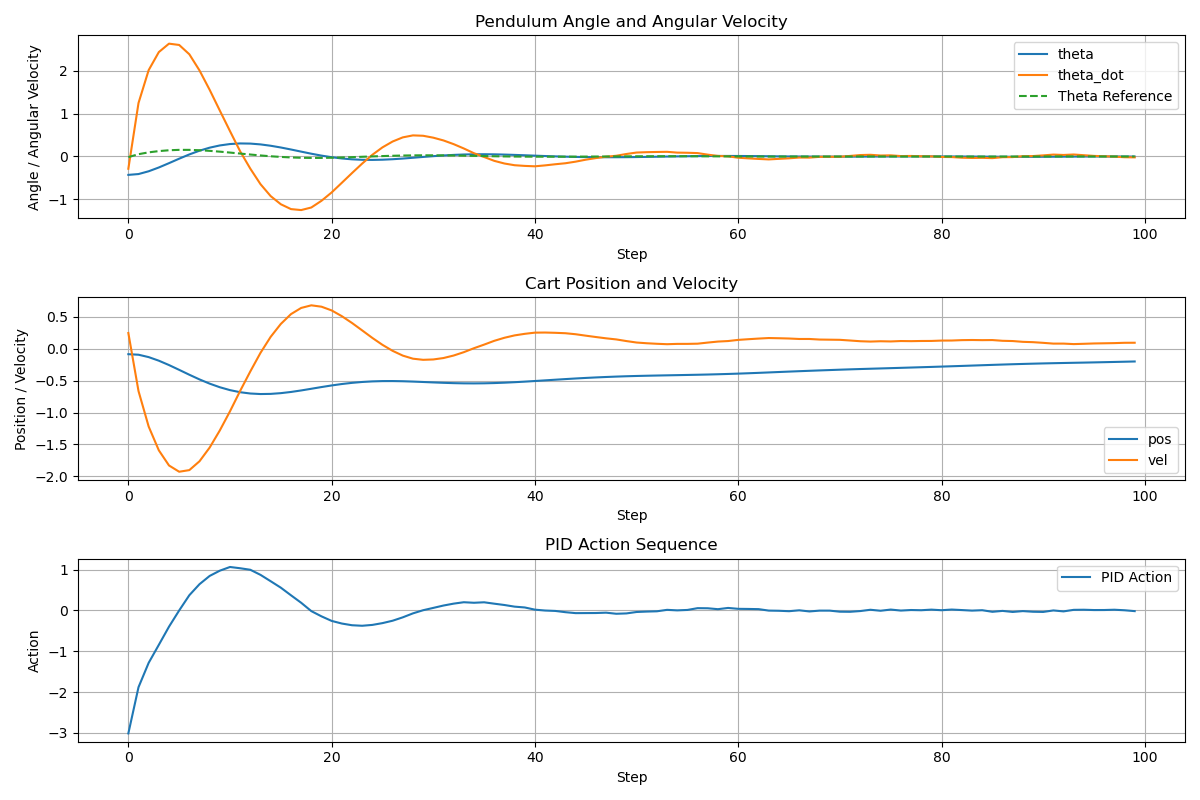 Pendulum Angle and Angular Velocity
Angle / Angular Velocity
2
1
0
−1
theta
theta_dot
Theta Reference
0 20 40 60 80 100
Step
Cart Position and Velocity
Position / Velocity
0.5
0.0
−0.5
−1.0
−1.5
−2.0
pos
vel
0 20 40 60 80 100
Step
PID Action Sequence
Action
1
0
−1
−2
−3
PID Action
0 20 40 60 80 100
Step